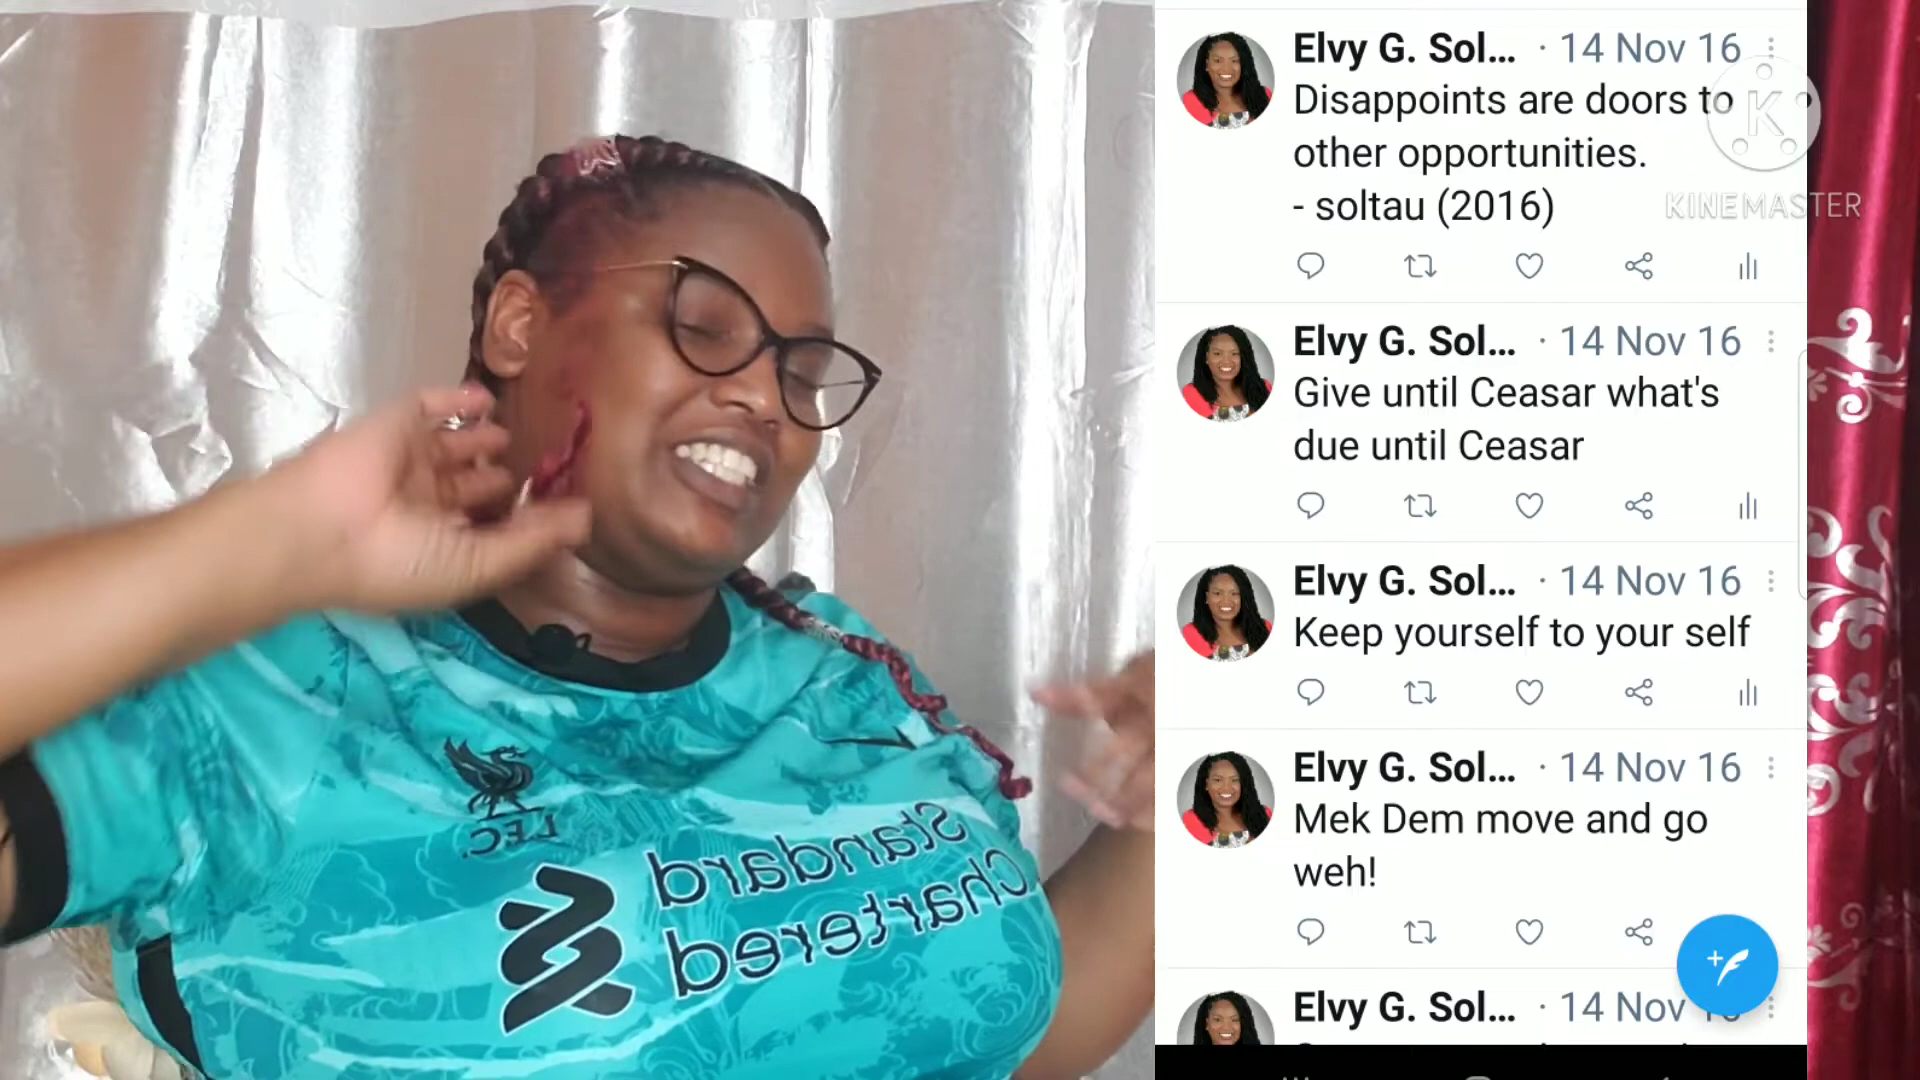 Elvy G. Sol... · 14 Nov 16
Disappoints are doors to
other opportunities.
- soltau (2016)
KINEMASTER
Elvy G. Sol... · 14 Nov 16
Give until Ceasar what's
due until Ceasar
Elvy G. Sol... · 14 Nov 16
Keep yourself to your self
Elvy G. Sol... · 14 Nov 16
Mek Dem move and go
weh!
Elvy G. Sol... · 14 Nov
L.F.C.
Standard
Chartered